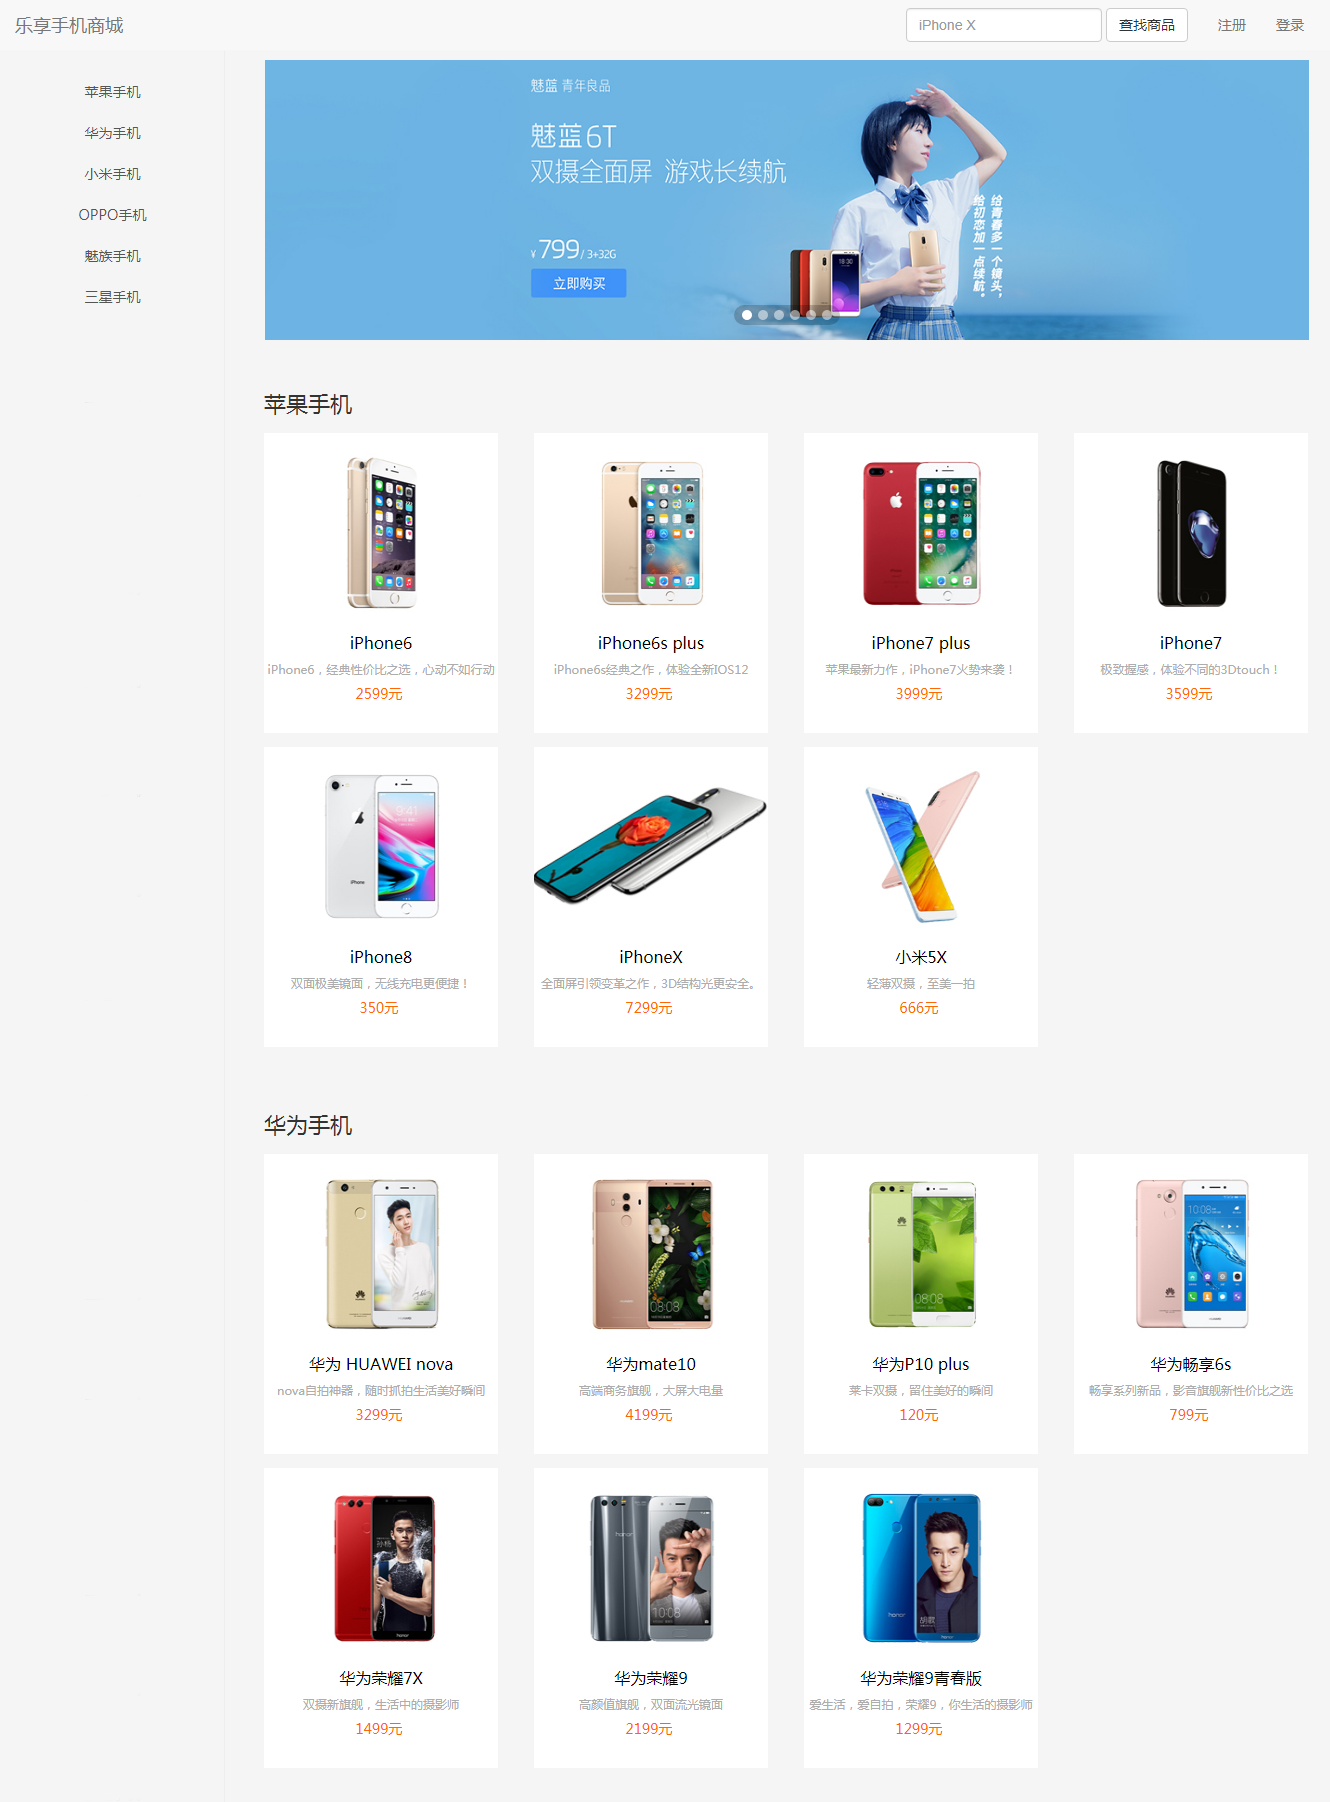 乐享手机商城
iPhone X
查找商品
注册
登录
苹果手机
华为手机
小米手机
OPPO手机
魅族手机
三星手机
魅蓝 青年良品
魅蓝 6T
双摄全面屏 游戏长续航
¥ 799 / 3+32G
立即购买
给青春多一个镜头，
给初恋加一点续航。
苹果手机
iPhone6
iPhone6，经典性价比之选，心动不如行动
2599元
iPhone6s plus
iPhone6s经典之作，体验全新IOS12
3299元
iPhone7 plus
苹果最新力作，iPhone7火势来袭！
3999元
iPhone7
极致握感，体验不同的3Dtouch！
3599元
iPhone8
双面极美镜面，无线充电更便捷！
350元
iPhoneX
全面屏引领变革之作，3D结构光更安全。
7299元
小米5X
轻薄双摄，至美一拍
666元
华为手机
华为 HUAWEI nova
nova自拍神器，随时抓拍生活美好瞬间
3299元
华为mate10
高端商务旗舰，大屏大电量
4199元
华为P10 plus
莱卡双摄，留住美好的瞬间
120元
华为畅享6s
畅享系列新品，影音旗舰新性价比之选
799元
华为荣耀7X
双摄新旗舰，生活中的摄影师
1499元
华为荣耀9
高颜值旗舰，双面流光镜面
2199元
华为荣耀9青春版
爱生活，爱自拍，荣耀9，你生活的摄影师
1299元